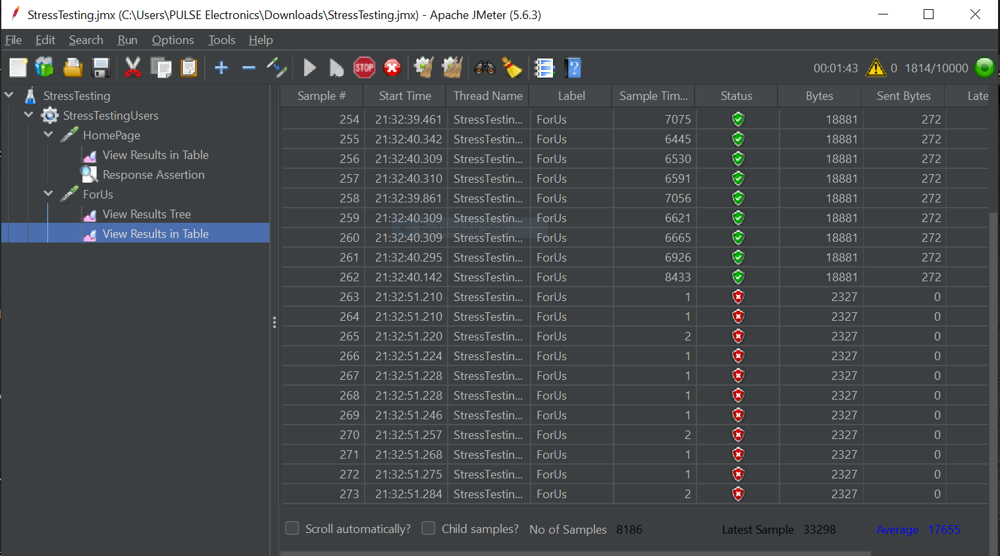 StressTesting.jmx (C:\Users\PULSE Electronics\Downloads\StressTesting.jmx) - Apache JMeter (5.6.3)
File Edit Search Run Options Tools Help
STOP ? 00:01:43 0 1814/10000
StressTesting
StressTestingUsers
HomePage
View Results in Table
Response Assertion
ForUs
View Results Tree
View Results in Table
Sample # Start Time Thread Name Label Sample Tim... Status Bytes Sent Bytes Late
254 21:32:39.461 StressTestin... ForUs 7075 18881 272
255 21:32:40.342 StressTestin... ForUs 6445 18881 272
256 21:32:40.309 StressTestin... ForUs 6530 18881 272
257 21:32:40.310 StressTestin... ForUs 6591 18881 272
258 21:32:39.861 StressTestin... ForUs 7056 18881 272
259 21:32:40.309 StressTestin... ForUs 6621 18881 272
Rectangular Snip
260 21:32:40.309 StressTestin... ForUs 6665 18881 272
261 21:32:40.295 StressTestin... ForUs 6926 18881 272
262 21:32:40.142 StressTestin... ForUs 8433 18881 272
263 21:32:51.210 StressTestin... ForUs 1 2327 0
264 21:32:51.210 StressTestin... ForUs 1 2327 0
265 21:32:51.220 StressTestin... ForUs 2 2327 0
266 21:32:51.224 StressTestin... ForUs 1 2327 0
267 21:32:51.228 StressTestin... ForUs 1 2327 0
268 21:32:51.228 StressTestin... ForUs 1 2327 0
269 21:32:51.246 StressTestin... ForUs 1 2327 0
270 21:32:51.257 StressTestin... ForUs 2 2327 0
271 21:32:51.268 StressTestin... ForUs 1 2327 0
272 21:32:51.275 StressTestin... ForUs 1 2327 0
273 21:32:51.284 StressTestin... ForUs 2 2327 0
Scroll automatically? Child samples? No of Samples 8186 Latest Sample 33298 Average 17655